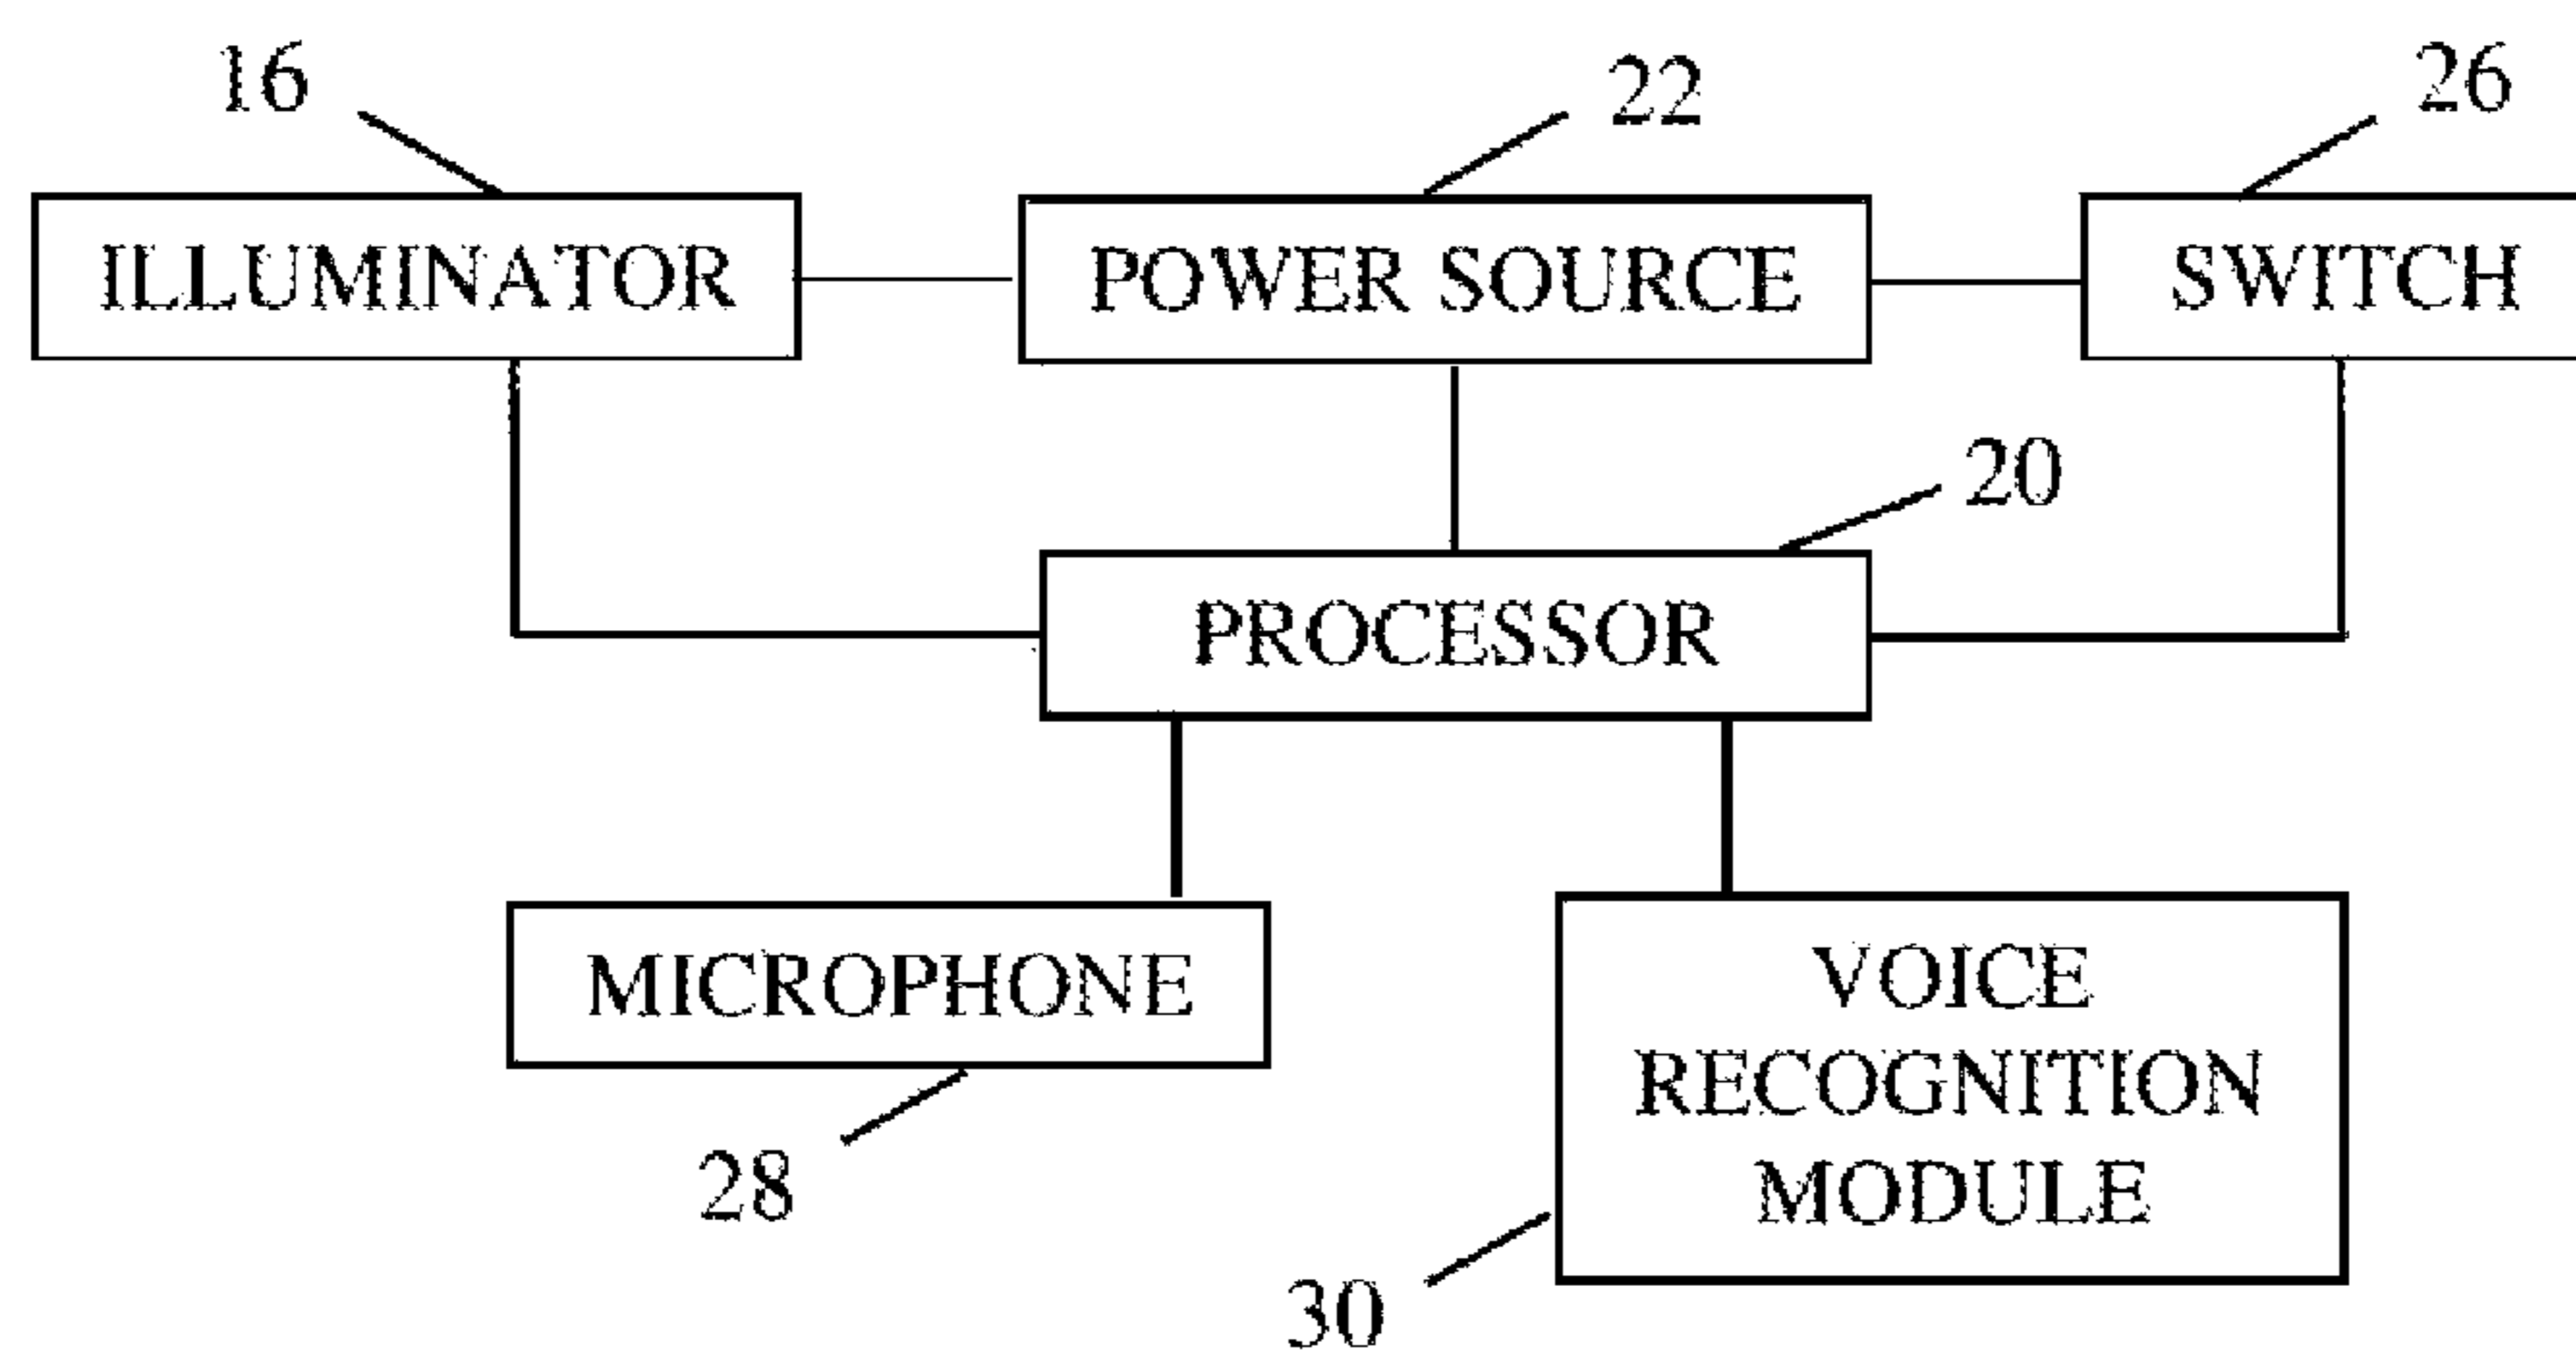 16
22
26
ILLUMINATOR
POWER SOURCE
SWITCH
20
PROCESSOR
MICROPHONE
28
VOICE
RECOGNITION
MODULE
30